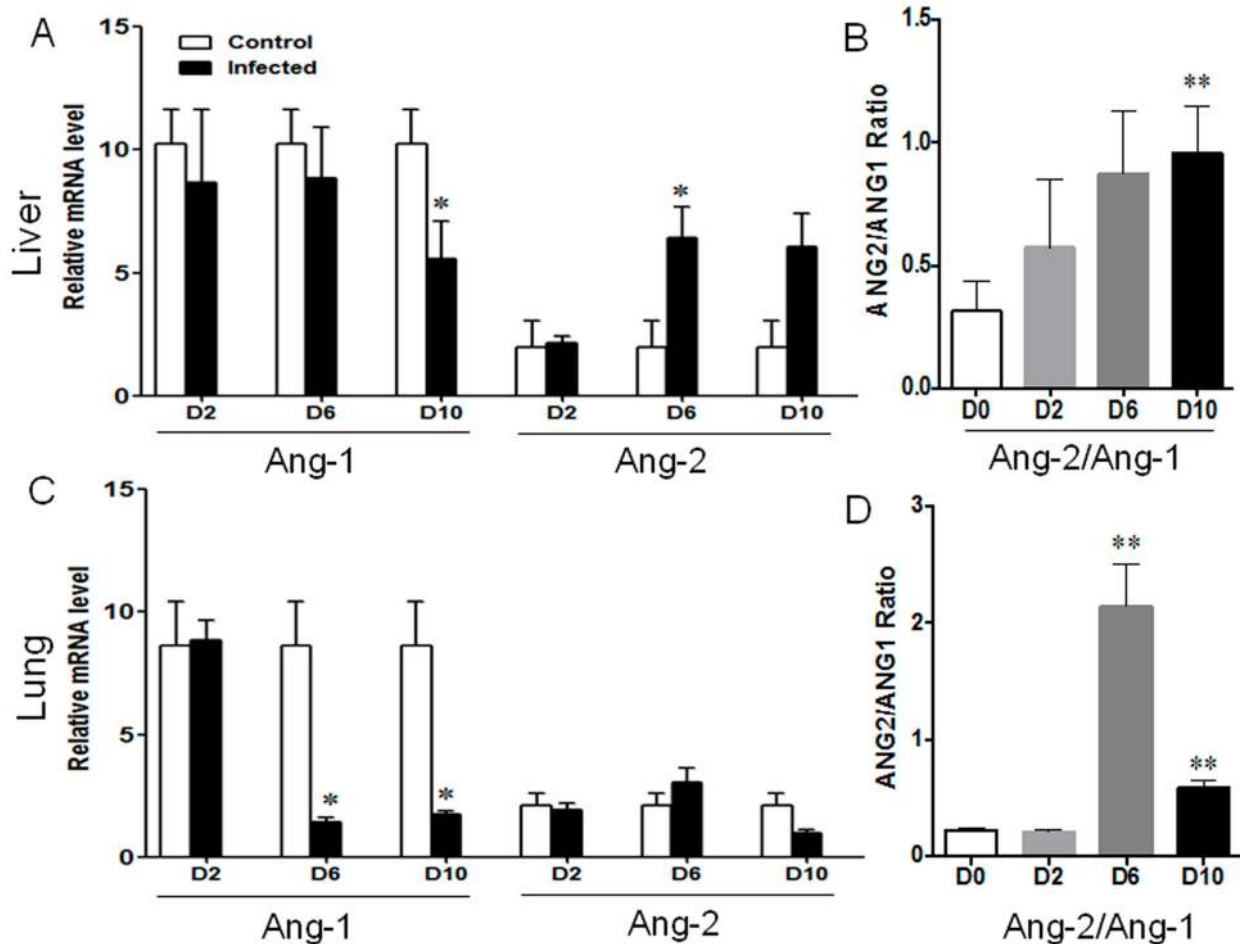 A
Control
Infected
Liver
Relative mRNA level
15
10
5
0
*
*
D2 D6 D10 D2 D6 D10
Ang-1 Ang-2
B
ANG2/ANG1 Ratio
1.5
1.0
0.5
0.0
**
D0 D2 D6 D10
Ang-2/Ang-1
C
Lung
Relative mRNA level
15
10
5
0
*
*
D2 D6 D10 D2 D6 D10
Ang-1 Ang-2
D
ANG2/ANG1 Ratio
3
2
1
0
**
**
D0 D2 D6 D10
Ang-2/Ang-1